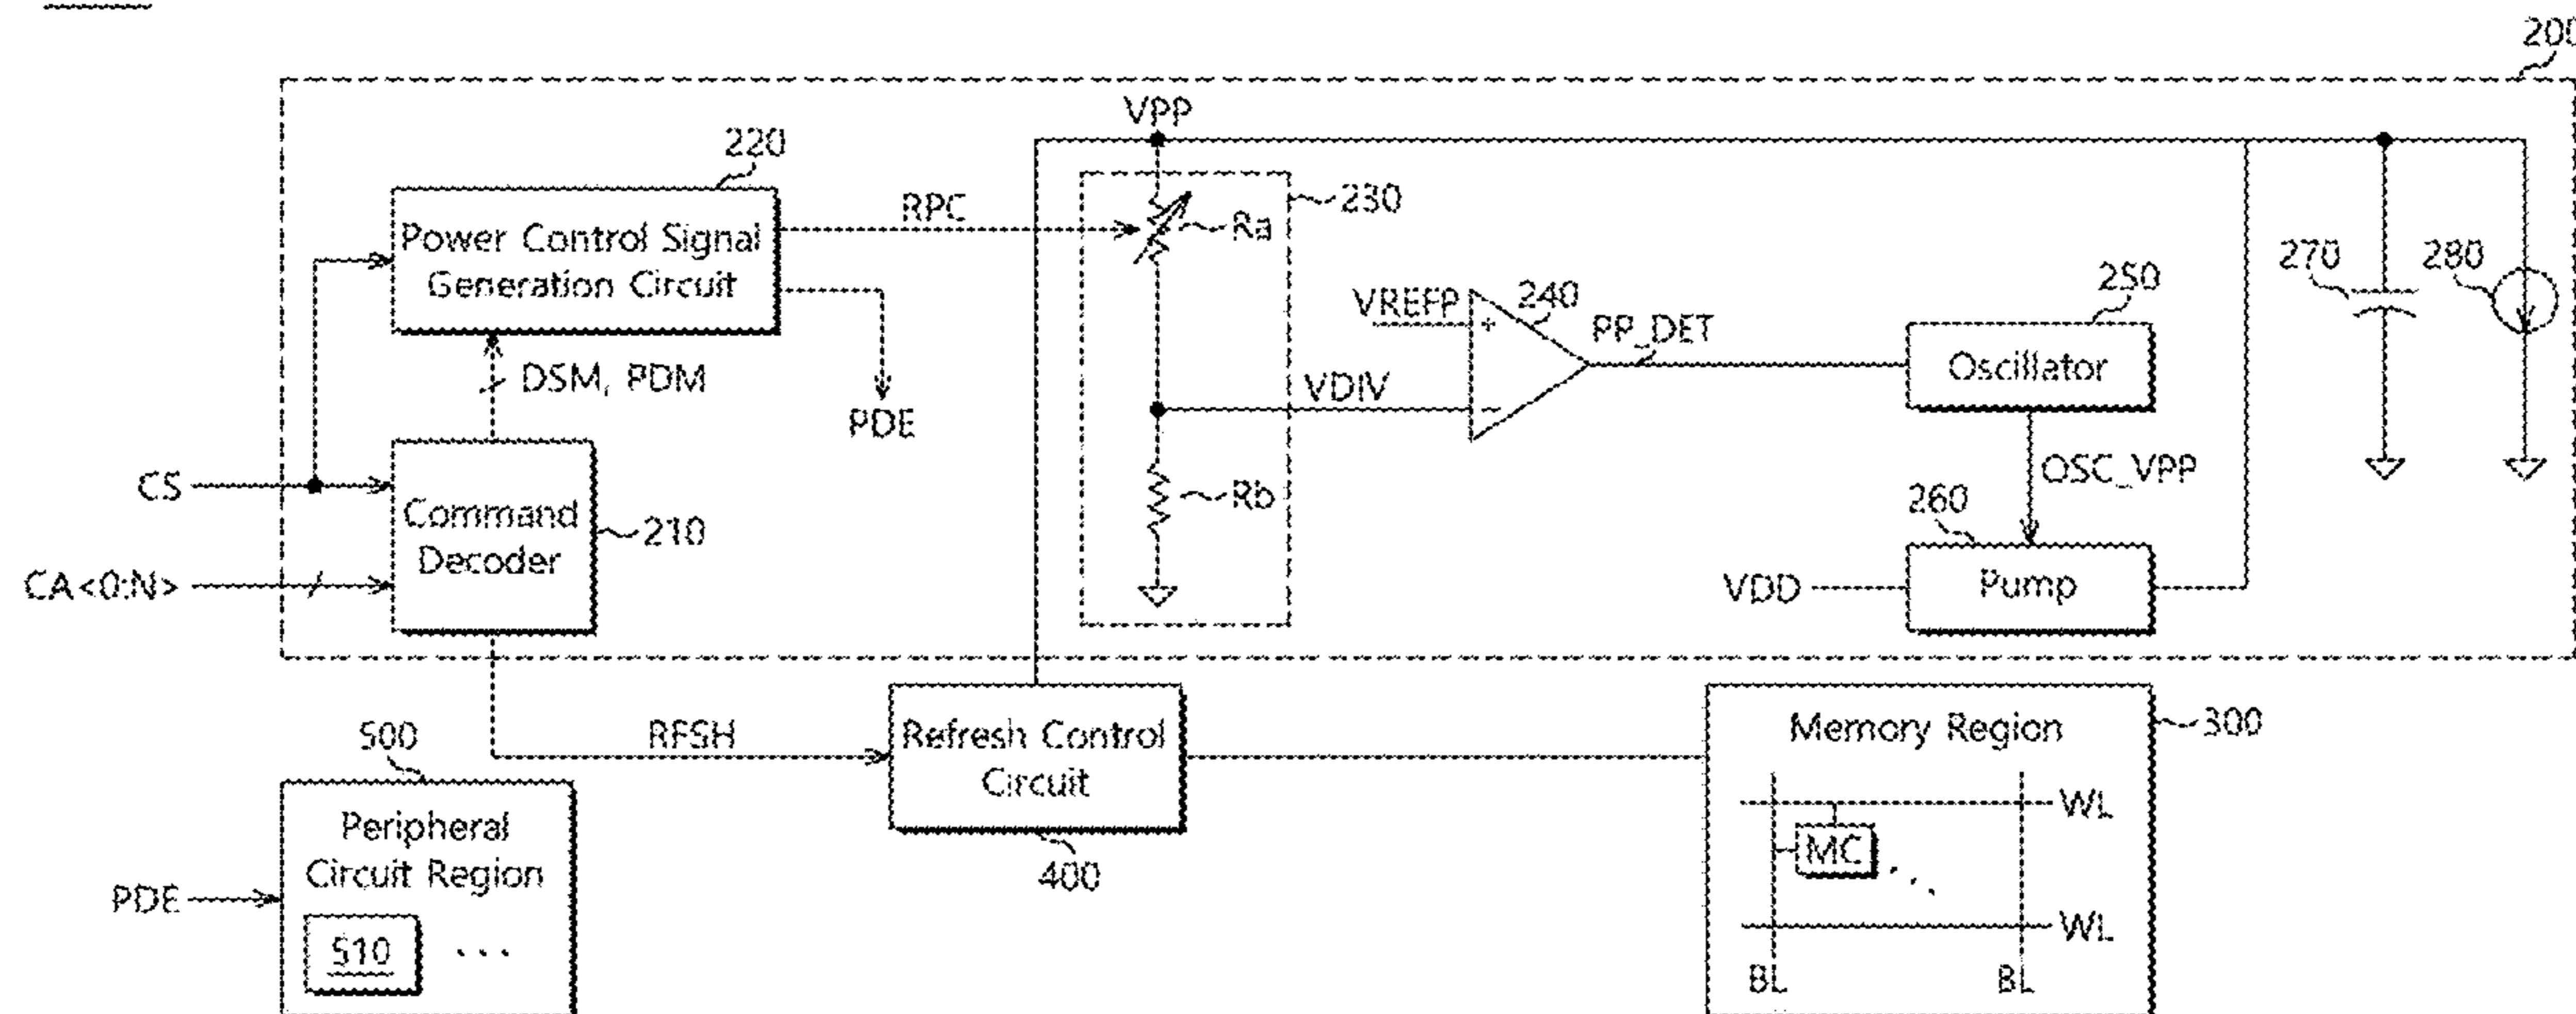 200
VPP
220
RPC
230
Power Control Signal
Generation Circuit
Ra
270
280
250
VREFP
+
240
PP_DET
Oscillator
DSM, PDM
VDIV
-
PDE
OSC_VPP
CS
Rb
260
Command
Decoder
210
CA<0:N>
VDD
Pump
500
RFSH
Refresh Control
Circuit
Memory Region
300
Peripheral
Circuit Region
WL
MC
400
PDE
WL
510
...
BL
BL